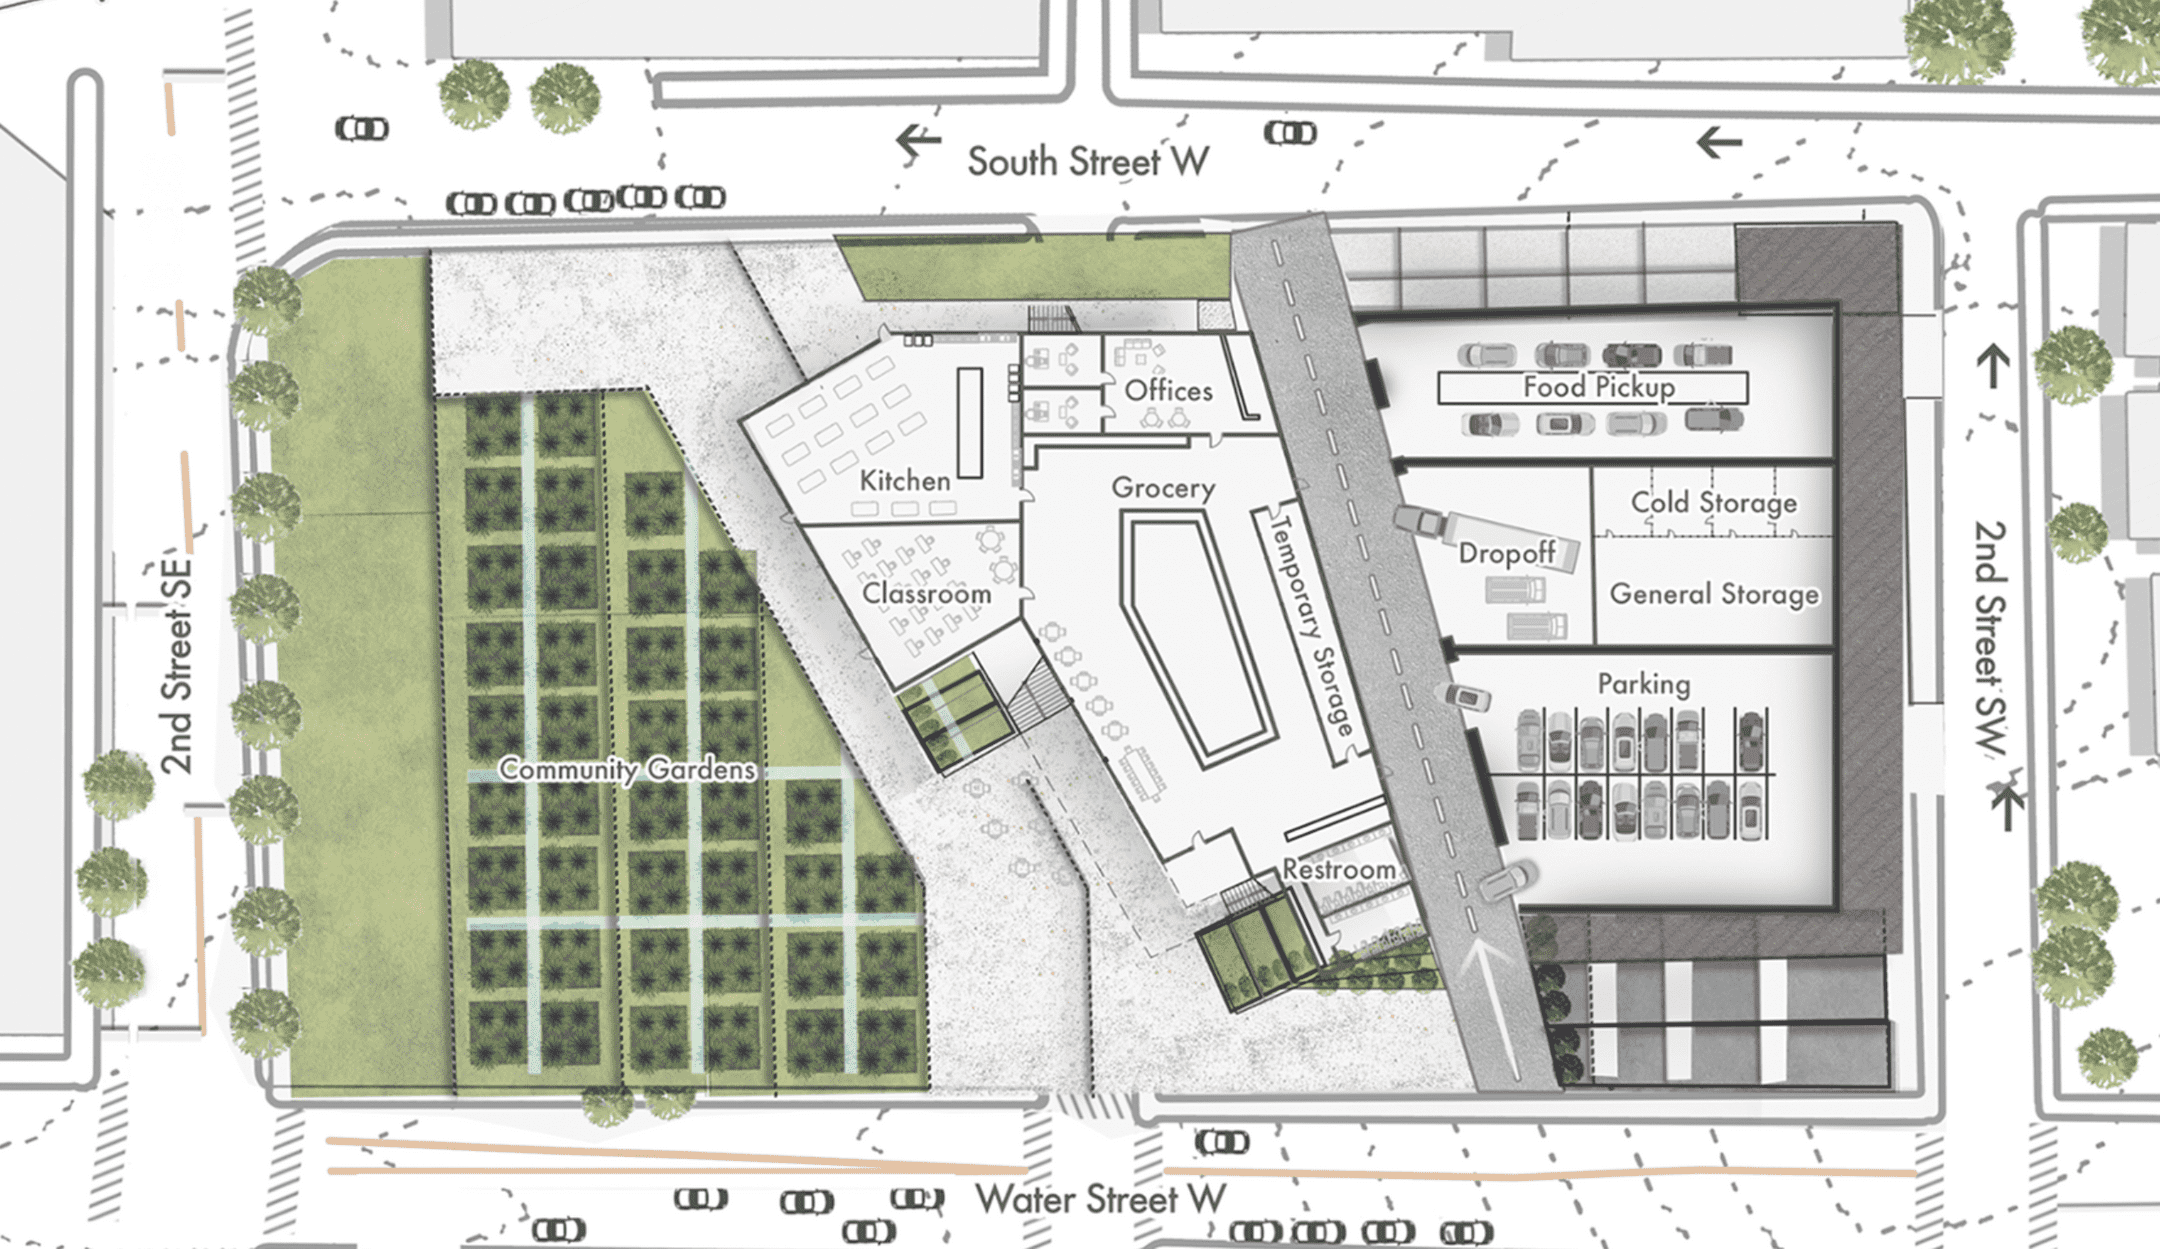 South Street W
Offices
Food Pickup
Kitchen
Grocery
Cold Storage
Dropoff
Classroom
General Storage
Temporary Storage
2nd Street SE
2nd Street SW
Parking
Community Gardens
Restroom
Water Street W